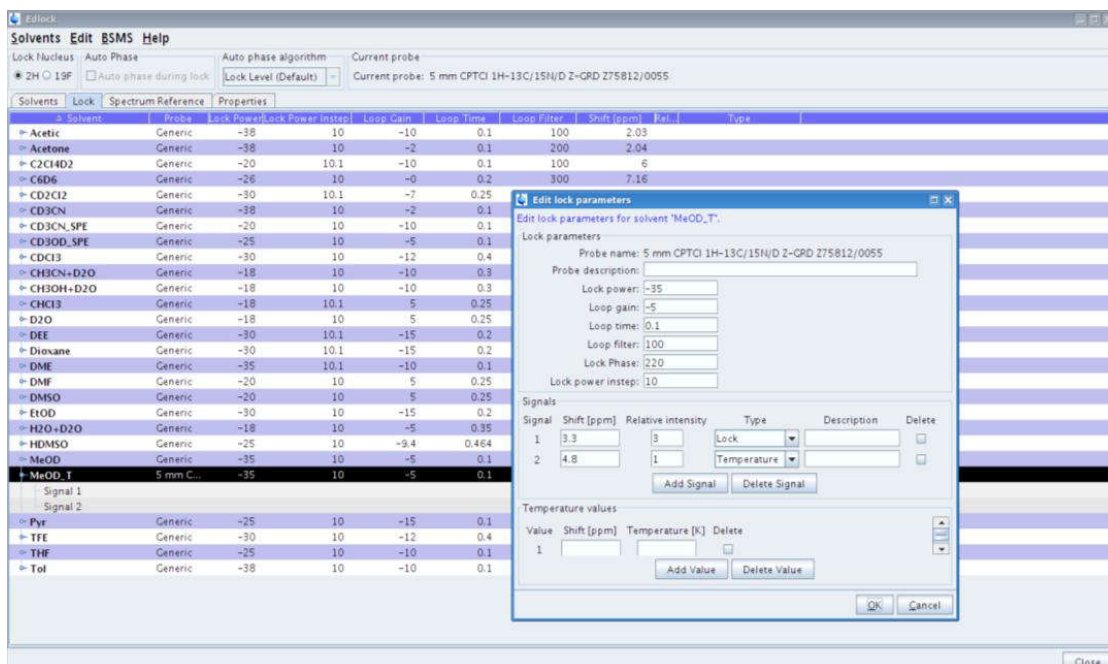 Edlock
Solvents Edit BSMS Help
Lock Nucleus Auto Phase Auto phase algorithm Current probe
2H 19F Auto phase during lock Lock Level (Default) Current probe: 5 mm CPTCI 1H-13C/15N/D Z-GRD Z75812/0055
Solvents Lock Spectrum Reference Properties
Solvent Probe Lock Power Lock Power Instep Loop Gain Loop Time Loop Filter Shift [ppm] Rel... Type
Acetic Generic -38 10 -10 0.1 100 2.03
Acetone Generic -38 10 -2 0.1 200 2.04
C2Cl4D2 Generic -20 10.1 -10 0.1 100 6
C6D6 Generic -26 10 -0 0.2 300 7.16
CD2Cl2 Generic -30 10.1 -7 0.25
CD3CN Generic -38 10 -2 0.1
CD3CN_SPE Generic -20 10 -10 0.1
CD3OD_SPE Generic -25 10 -5 0.1
CDCl3 Generic -30 10 -12 0.4
CH3CN+D2O Generic -18 10 -10 0.3
CH3OH+D2O Generic -18 10 -10 0.3
CHCl3 Generic -18 10.1 5 0.25
D2O Generic -18 10 5 0.25
DEE Generic -30 10.1 -15 0.2
Dioxane Generic -30 10.1 -15 0.2
DME Generic -35 10.1 -10 0.1
DMF Generic -20 10 5 0.25
DMSO Generic -20 10 5 0.25
EtOD Generic -30 10 -15 0.2
H2O+D2O Generic -18 10 -5 0.35
HDMSO Generic -25 10 -9.4 0.464
MeOD Generic -35 10 -5 0.1
MeOD_T 5 mm C... -35 10 -5 0.1
Signal 1
Signal 2
Pyr Generic -25 10 -15 0.1
TFE Generic -30 10 -12 0.4
THF Generic -25 10 -10 0.1
Tol Generic -38 10 -10 0.1
Edit lock parameters
Edit lock parameters for solvent "MeOD_T".
Lock parameters
Probe name: 5 mm CPTCI 1H-13C/15N/D Z-GRD Z75812/0055
Probe description:
Lock power: -35
Loop gain: -5
Loop time: 0.1
Loop filter: 100
Lock Phase: 220
Lock power instep: 10
Signals
Signal Shift [ppm] Relative intensity Type Description Delete
1 3.3 3 Lock
2 4.8 1 Temperature
Add Signal Delete Signal
Temperature values
Value Shift [ppm] Temperature [K] Delete
1
Add Value Delete Value
OK Cancel
Close